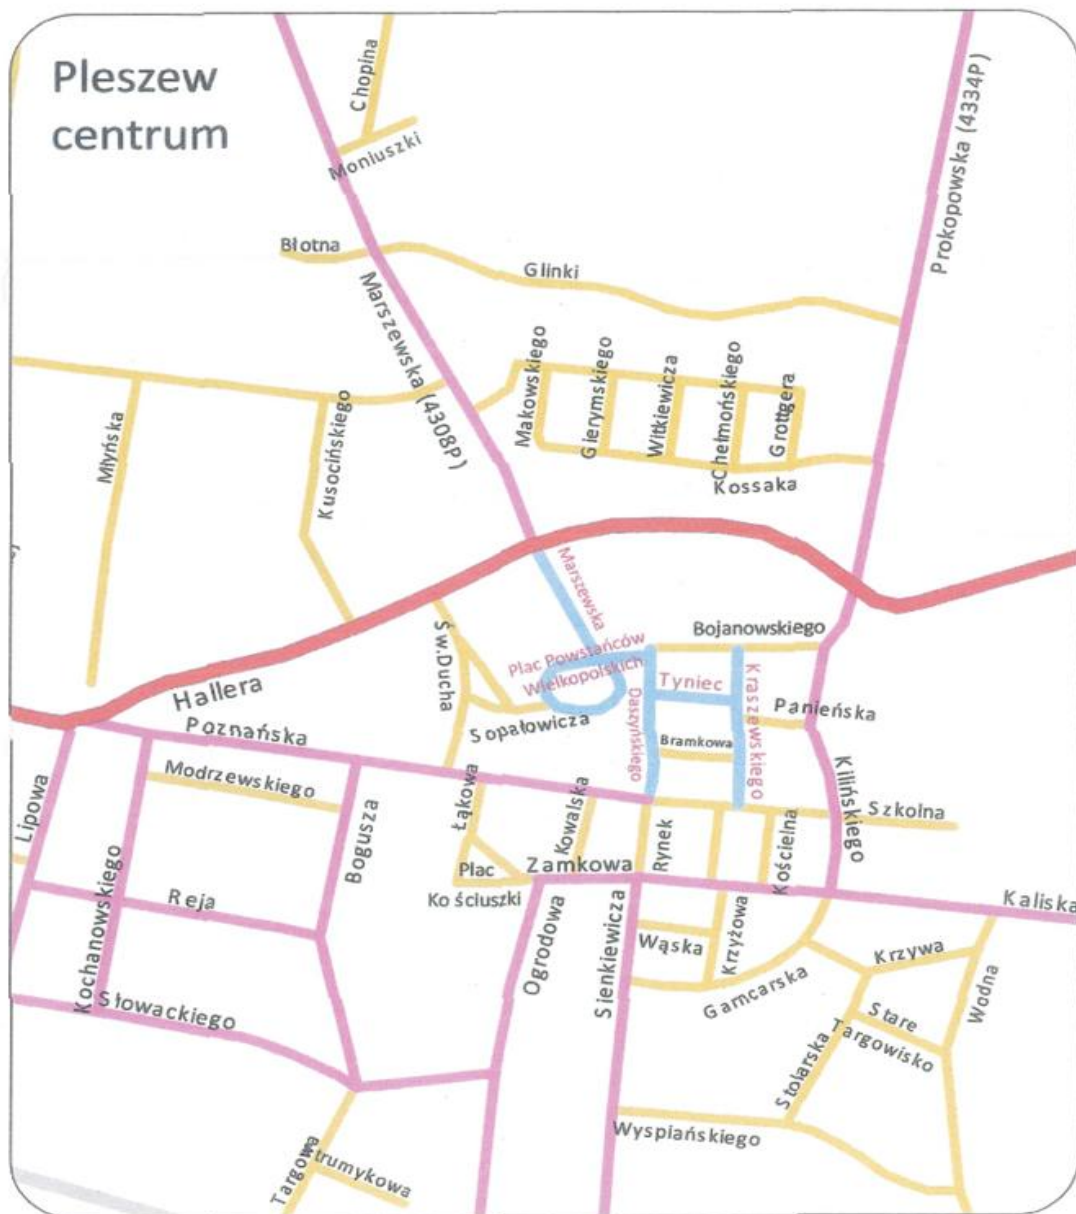 Pleszew
centrum
Chopina
Moniuszki
Prokopowska (4334P)
Błotna
Glinki
Marszewska (4308P)
Makowskiego
Gierymskiego
Witkiewicza
Chełmońskiego
Grottgera
Kossaka
Młyńska
Kusocińskiego
Marszewska
Hallera
Św.Ducha
Plac Powstańców
Wielkopolskich
Bojanowskiego
Tyniec
Kraszewskiego
Daszyńskiego
Panieńska
Sopałowicza
Bramkowa
Poznańska
Modrzewskiego
Lipowa
Bogusza
Łąkowa
Kowalska
Rynek
Kościelna
Kilińskiego
Szkolna
Plac
Kościuszki
Zamkowa
Kaliska
Kochanowskiego
Reja
Słowackiego
Ogrodowa
Sienkiewicza
Wąska
Krzyżowa
Garncarska
Krzywa
Wodna
Stare
Targowisko
Stolarska
Wyspiańskiego
Targowa
trumykowa